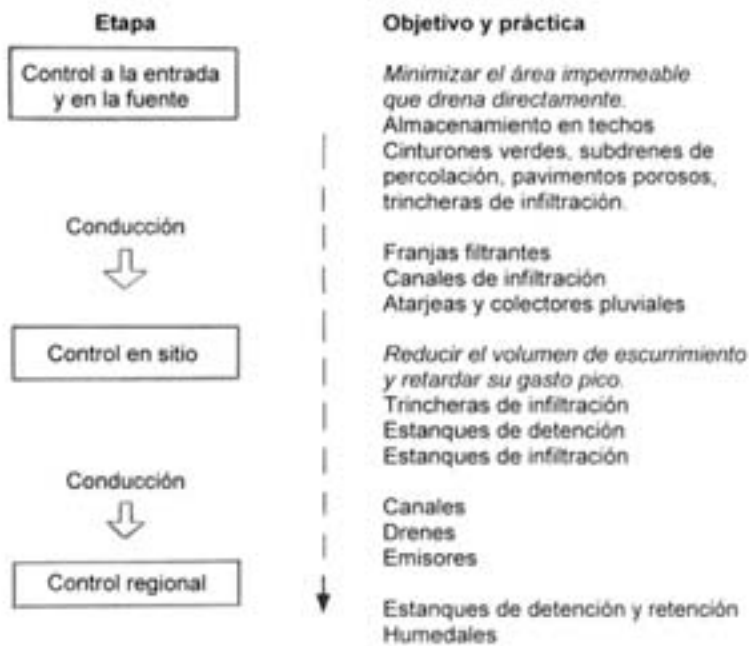 Etapa
Objetivo y práctica
Control a la entrada
y en la fuente
Minimizar el área impermeable
que drena directamente.
Almacenamiento en techos
Cinturones verdes, subdrenes de
percolación, pavimentos porosos,
trincheras de infiltración.
Conducción
Franjas filtrantes
Canales de infiltración
Atarjeas y colectores pluviales
Control en sitio
Reducir el volumen de escurrimiento
y retardar su gasto pico.
Trincheras de infiltración
Estanques de detención
Estanques de infiltración
Conducción
Canales
Drenes
Emisores
Control regional
Estanques de detención y retención
Humedales